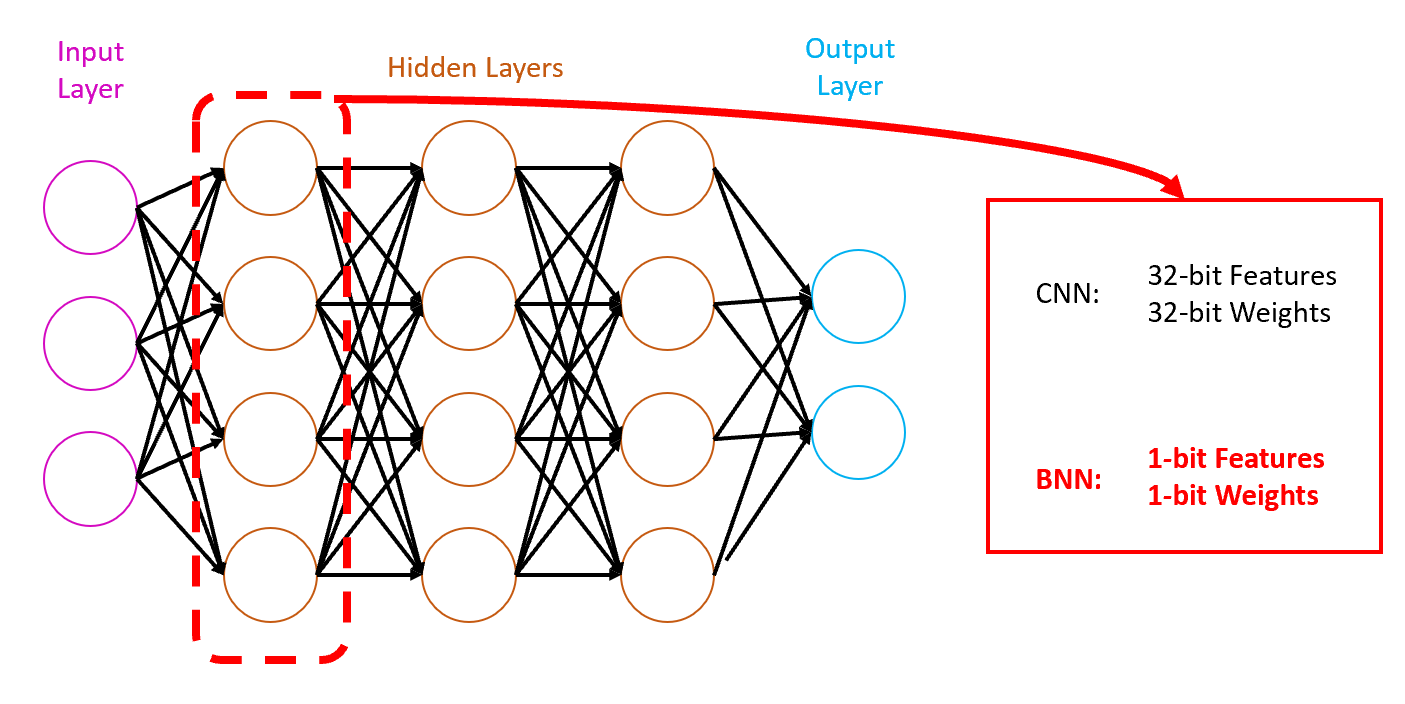 Input
Layer
Hidden Layers
Output
Layer
CNN:
32-bit Features
32-bit Weights
BNN:
1-bit Features
1-bit Weights